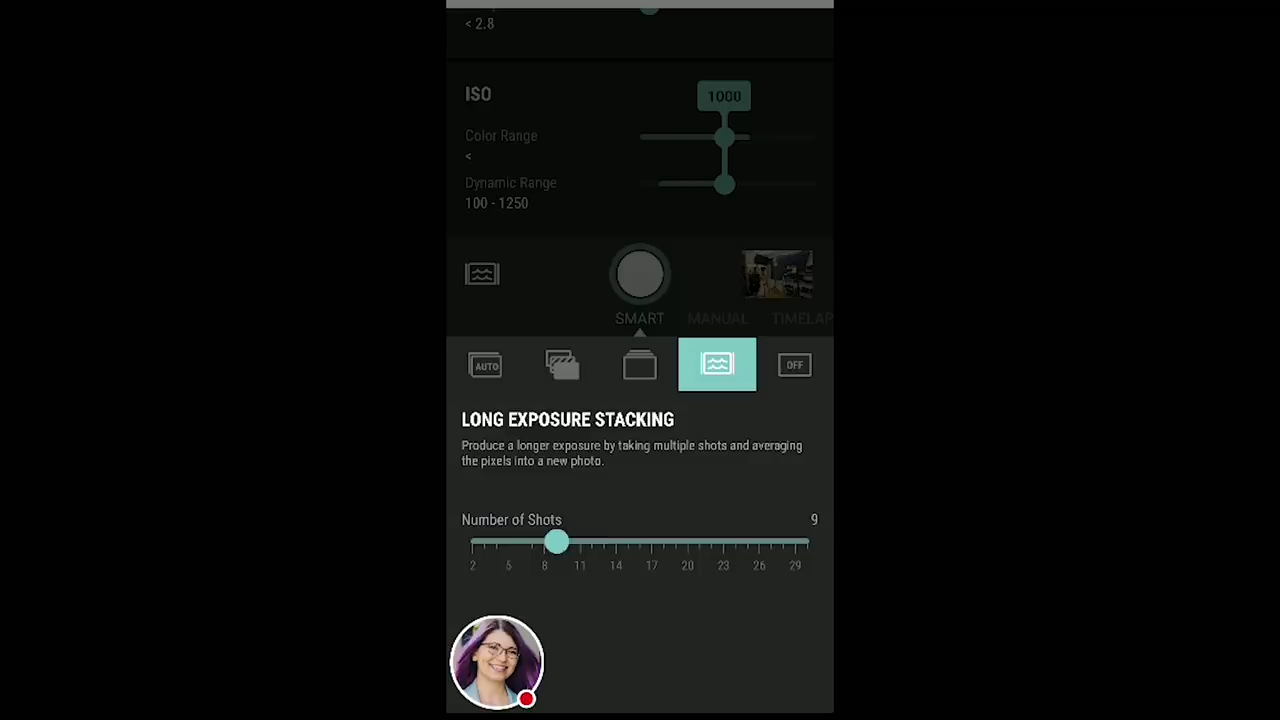 < 2.8
ISO
1000
Color Range
<
Dynamic Range
100 - 1250
SMART MANUAL TIMELAP
AUTO
OFF
LONG EXPOSURE STACKING
Produce a longer exposure by taking multiple shots and averaging
the pixels into a new photo.
Number of Shots 9
2 5 8 11 14 17 20 23 26 29